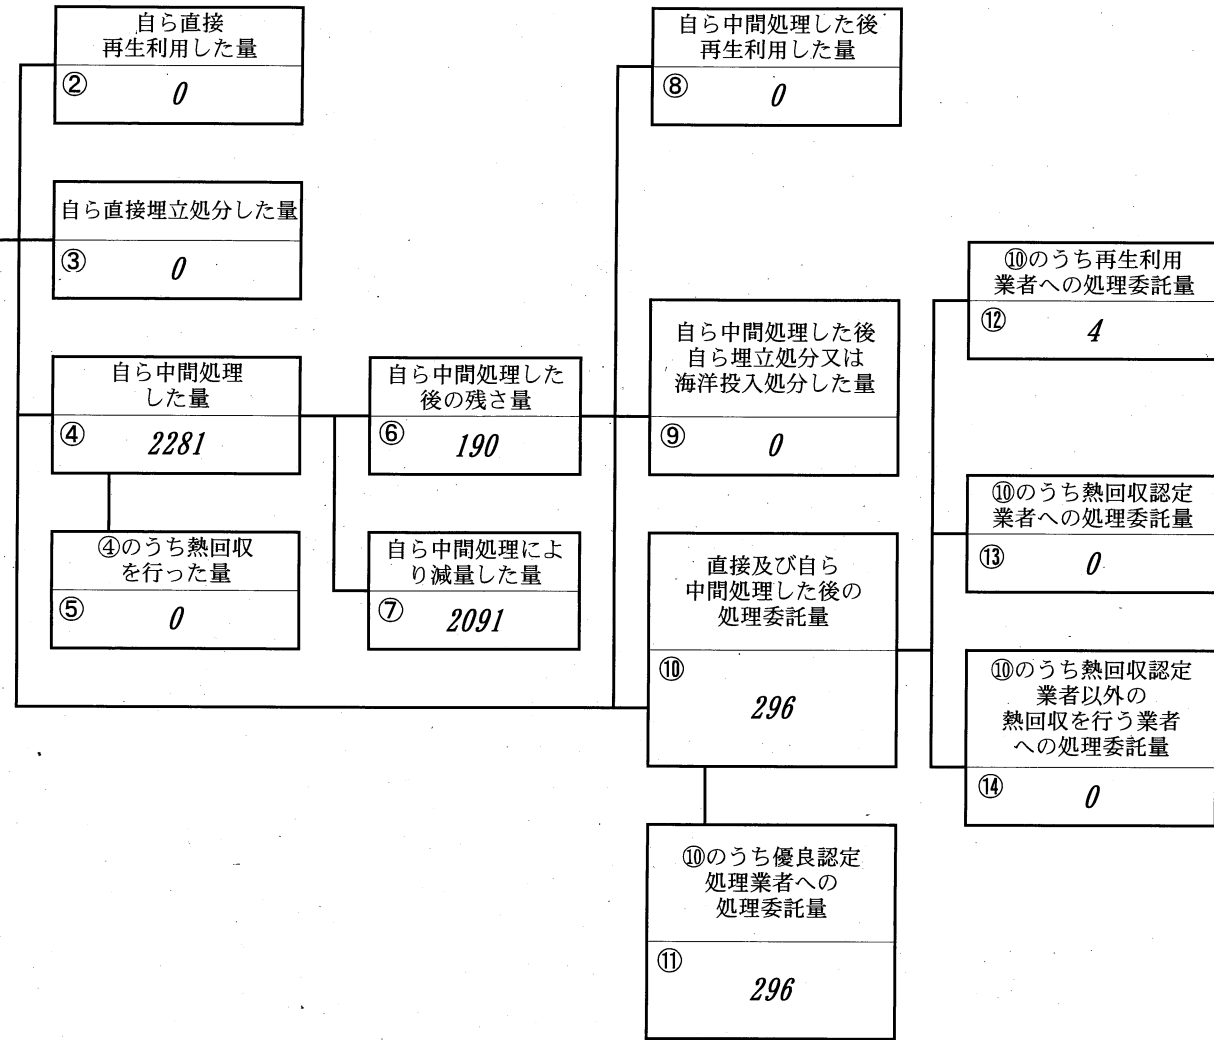 自ら直接
再生利用した量
② 0
自ら直接埋立処分した量
③ 0
自ら中間処理
した量
④ 2281
④のうち熱回収
を行った量
⑤ 0
自ら中間処理した
後の残さ量
⑥ 190
自ら中間処理によ
り減量した量
⑦ 2091
自ら中間処理した後
再生利用した量
⑧ 0
自ら中間処理した後
自ら埋立処分又は
海洋投入処分した量
⑨ 0
直接及び自ら
中間処理した後の
処理委託量
⑩
296
⑩のうち優良認定
処理業者への
処理委託量
⑪
296
⑩のうち再生利用
業者への処理委託量
⑫ 4
⑩のうち熱回収認定
業者への処理委託量
⑬ 0
⑩のうち熱回収認定
業者以外の
熱回収を行う業者
への処理委託量
⑭ 0